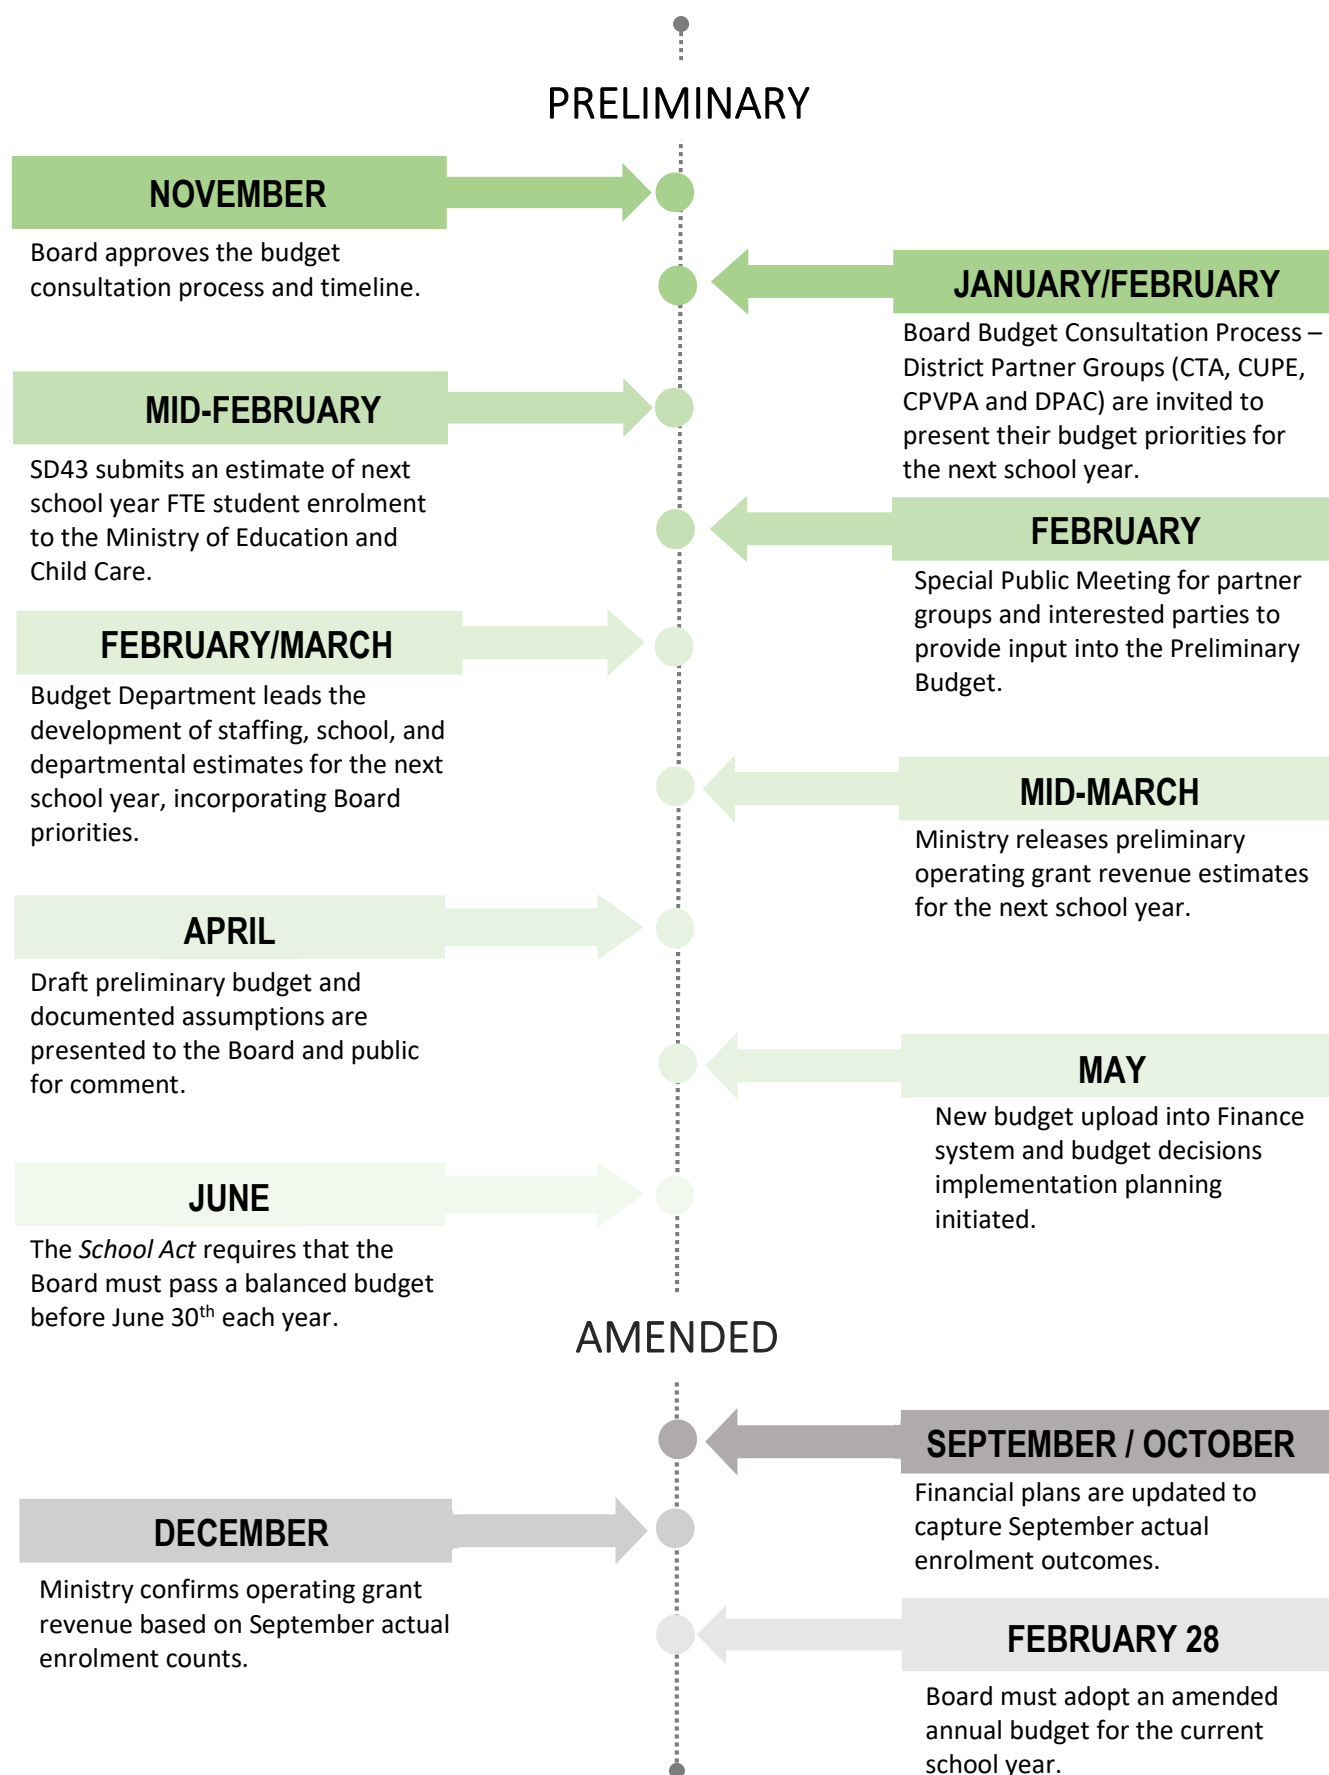 PRELIMINARY
NOVEMBER
Board approves the budget
consultation process and timeline.
JANUARY/FEBRUARY
Board Budget Consultation Process –
District Partner Groups (CTA, CUPE,
CPVPA and DPAC) are invited to
present their budget priorities for
the next school year.
MID-FEBRUARY
SD43 submits an estimate of next
school year FTE student enrolment
to the Ministry of Education and
Child Care.
FEBRUARY
Special Public Meeting for partner
groups and interested parties to
provide input into the Preliminary
Budget.
FEBRUARY/MARCH
Budget Department leads the
development of staffing, school, and
departmental estimates for the next
school year, incorporating Board
priorities.
MID-MARCH
Ministry releases preliminary
operating grant revenue estimates
for the next school year.
APRIL
Draft preliminary budget and
documented assumptions are
presented to the Board and public
for comment.
MAY
New budget upload into Finance
system and budget decisions
implementation planning
initiated.
JUNE
The School Act requires that the
Board must pass a balanced budget
before June 30th each year.
AMENDED
SEPTEMBER / OCTOBER
Financial plans are updated to
capture September actual
enrolment outcomes.
DECEMBER
Ministry confirms operating grant
revenue based on September actual
enrolment counts.
FEBRUARY 28
Board must adopt an amended
annual budget for the current
school year.